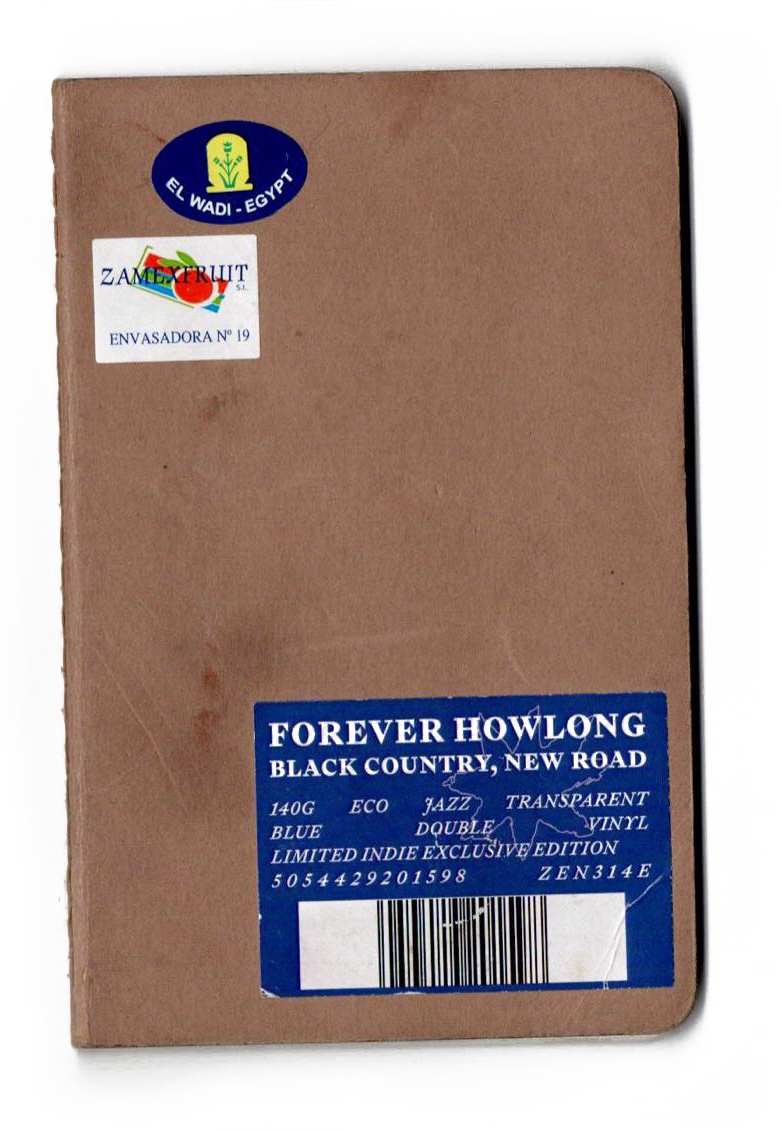 EL WADI - EGYPT
ZAMEXFRUIT
S.L.
ENVASADORA Nº 19
FOREVER HOWLONG
BLACK COUNTRY, NEW ROAD
140G ECO JAZZ TRANSPARENT
BLUE DOUBLE VINYL
LIMITED INDIE EXCLUSIVE EDITION
5054429201598 ZEN314E